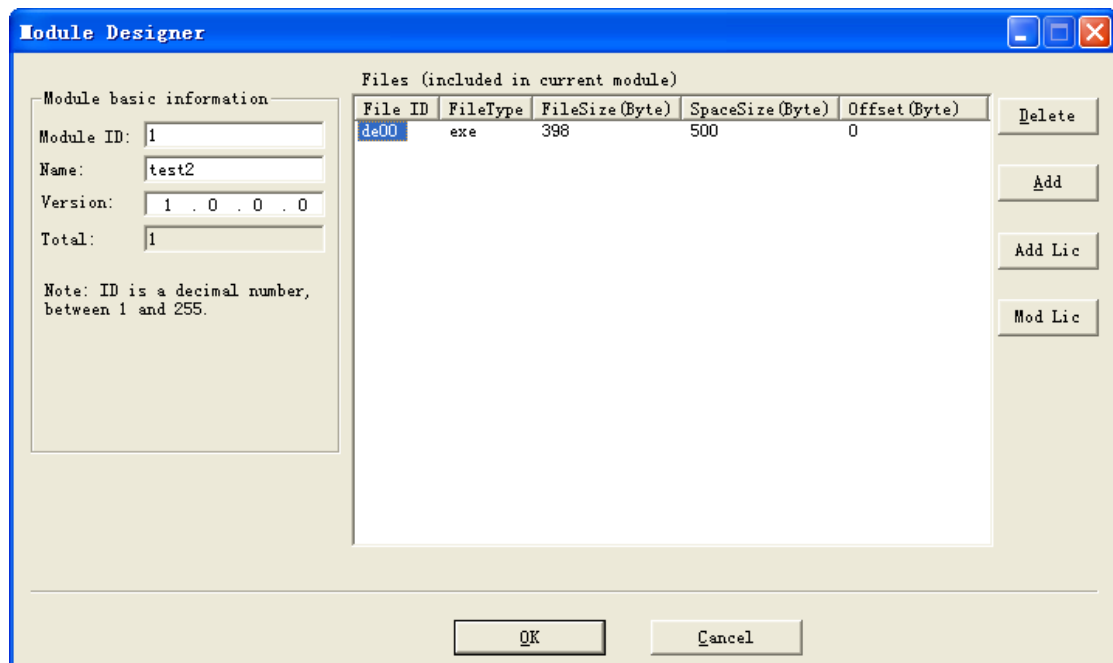 Module Designer
Files (included in current module)
Module basic information
Module ID: 1
Name: test2
Version: 1 . 0 . 0 . 0
Total: 1
Note: ID is a decimal number,
between 1 and 255.
File ID FileType FileSize(Byte) SpaceSize(Byte) Offset(Byte)
de00 exe 398 500 0
Delete
Add
Add Lic
Mod Lic
OK Cancel